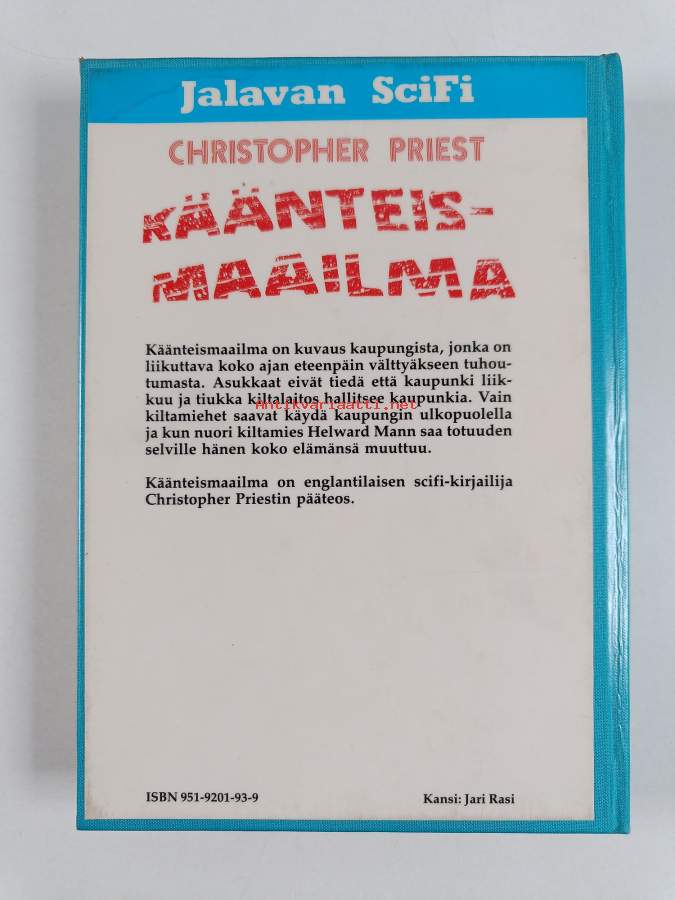 Jalavan SciFi
CHRISTOPHER PRIEST
KÄÄNTEIS-
MAAILMA
Käänteismaailma on kuvaus kaupungista, jonka on
liikuttava koko ajan eteenpäin välttyäkseen tuhou-
tumasta. Asukkaat eivät tiedä että kaupunki liik-
kuu ja tiukka kiltalaitos hallitsee kaupunkia. Vain
Antikvariaatti.net
kiltamiehet saavat käydä kaupungin ulkopuolella
ja kun nuori kiltamies Helward Mann saa totuuden
selville hänen koko elämänsä muuttuu.
Käänteismaailma on englantilaisen scifi-kirjailija
Christopher Priestin pääteos.
ISBN 951-9201-93-9
Kansi: Jari Rasi